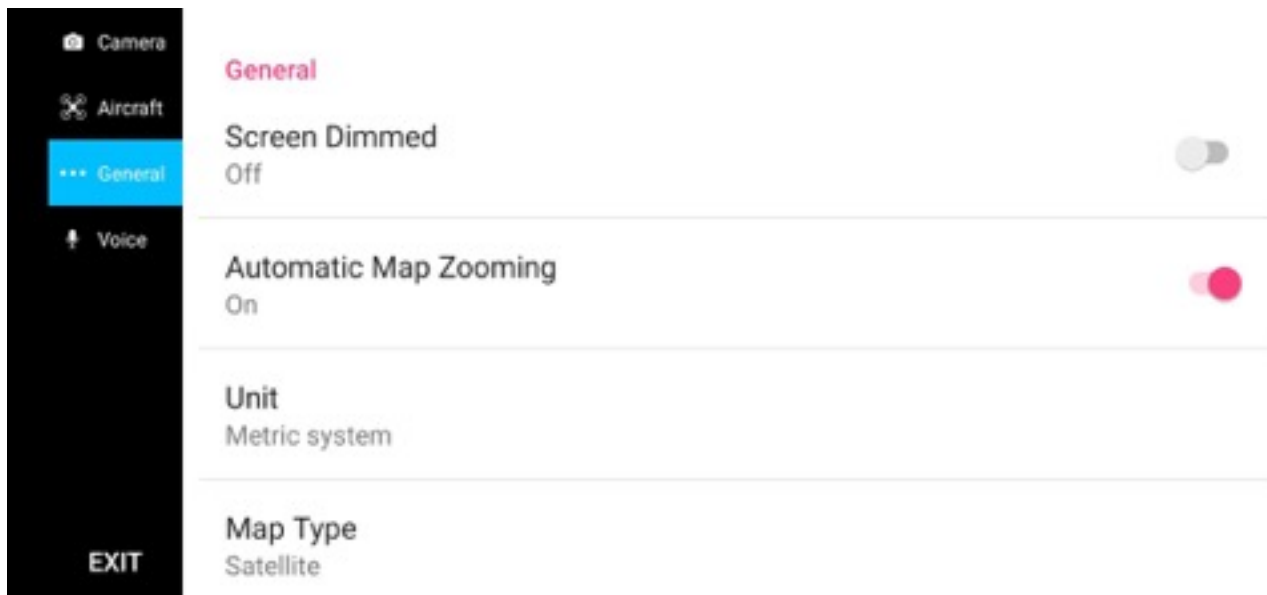 Camera
Aircraft
General
Voice
EXIT
General
Screen Dimmed
Off
Automatic Map Zooming
On
Unit
Metric system
Map Type
Satellite